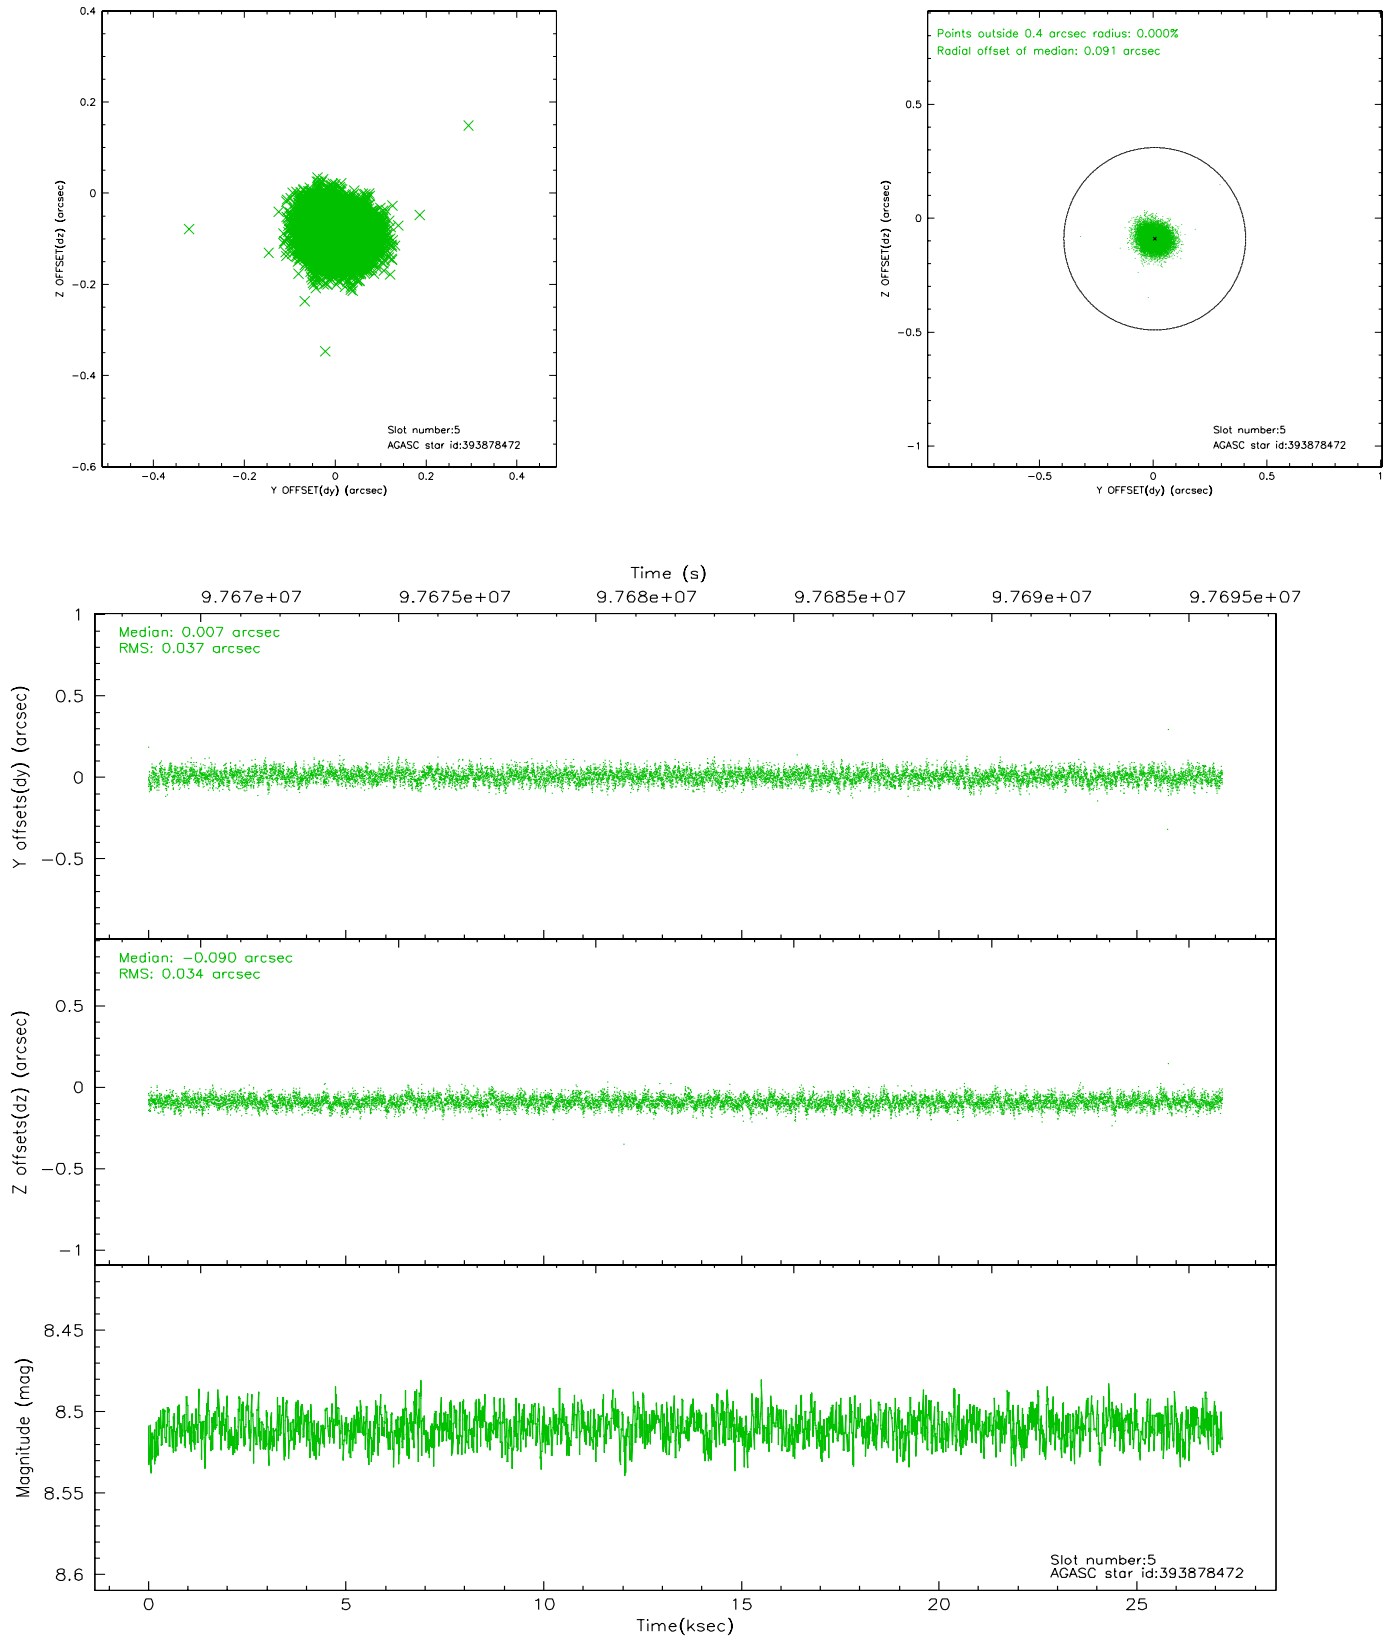 0.4
0.2
0
−0.2
−0.4
−0.6
Z OFFSET(dz) (arcsec)
Slot number:5
AGASC star id:393878472
−0.4
−0.2
0
0.2
0.4
Y OFFSET(dy) (arcsec)
Points outside 0.4 arcsec radius: 0.000%
Radial offset of median: 0.091 arcsec
0.5
0
−0.5
−1
Z OFFSET(dz) (arcsec)
Slot number:5
AGASC star id:393878472
−0.5
0
0.5
1
Y OFFSET(dy) (arcsec)
Time (s)
9.767e+07
9.7675e+07
9.768e+07
9.7685e+07
9.769e+07
9.7695e+07
Median: 0.007 arcsec
RMS: 0.037 arcsec
1
0.5
0
−0.5
Y offsets(dy) (arcsec)
Median: −0.090 arcsec
RMS: 0.034 arcsec
0.5
0
−0.5
−1
Z offsets(dz) (arcsec)
8.45
8.5
8.55
8.6
Magnitude (mag)
Slot number:5
AGASC star id:393878472
0
5
10
15
20
25
Time(ksec)